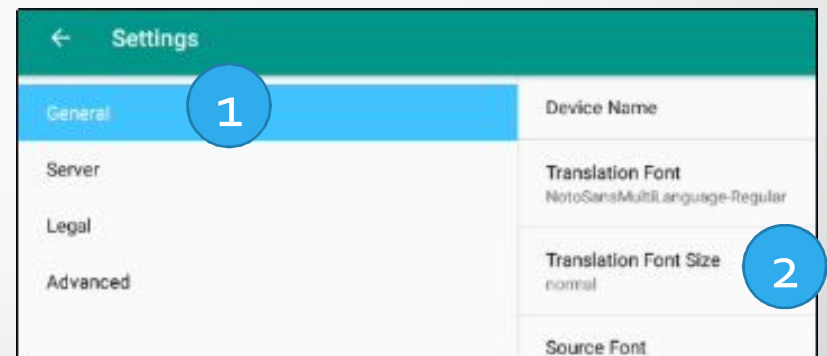 ← Settings
General
1
Server
Legal
Advanced
Device Name
Translation Font
NotoSansMultiLanguage-Regular
Translation Font Size
normal
2
Source Font